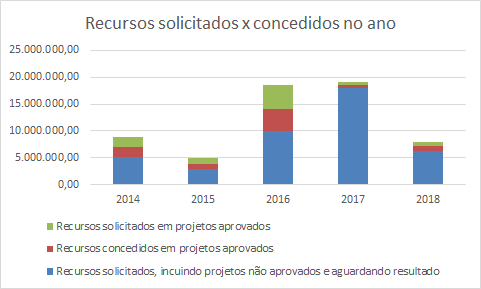 Recursos solicitados x concedidos no ano
25.000.000,00
20.000.000,00
15.000.000,00
10.000.000,00
5.000.000,00
0,00
2014 2015 2016 2017 2018
Recursos solicitados em projetos aprovados
Recursos concedidos em projetos aprovados
Recursos solicitados, incuindo projetos não aprovados e aguardando resultado